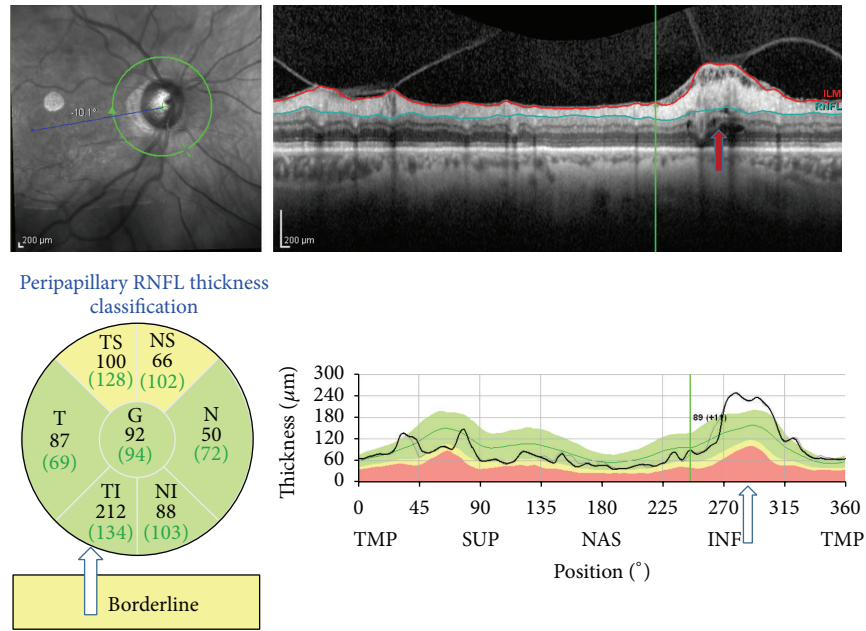 -10.1°
200 µm
ILM
RNFL
200 µm
Peripapillary RNFL thickness
classification
TS
100
(128)
NS
66
(102)
T
87
(69)
G
92
(94)
N
50
(72)
TI
212
(134)
NI
88
(103)
Borderline
Thickness (µm)
300
240
180
120
60
0
89 (+11)
0 45 90 135 180 225 270 315 360
TMP SUP NAS INF TMP
Position (°)